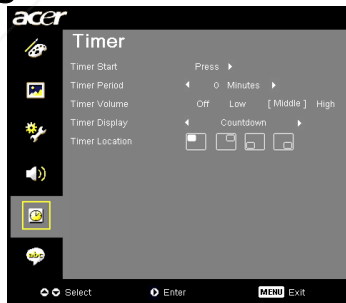 acer
Timer
Timer Start Press
Timer Period 0 Minutes
Timer Volume Off Low [ Middle ] High
Timer Display Countdown
Timer Location
abc
Select Enter MENU Exit